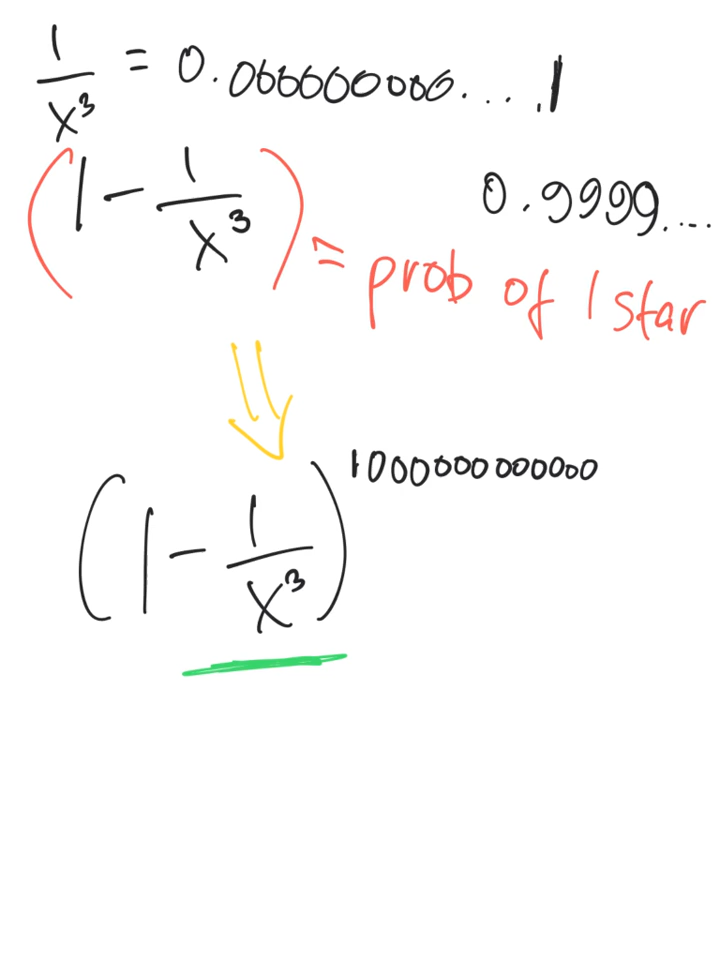 1/x³ = 0.000000000....1
(1 - 1/x³) = prob of 1 star
0.9999....
(1 - 1/x³)^1000000000000